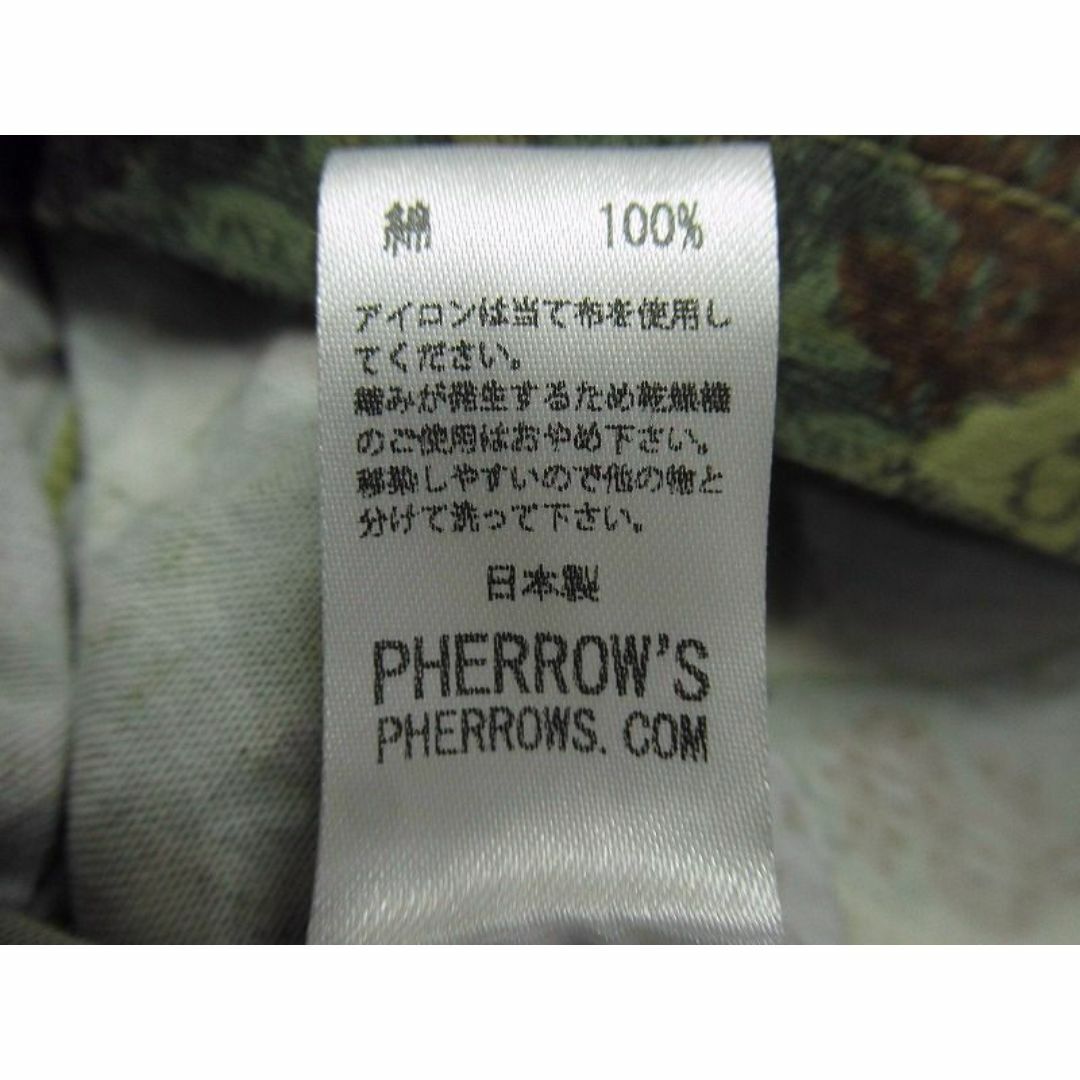 綿 100%
アイロンは当て布を使用し
てください。
縮みが発生するため乾燥機
のご使用はおやめ下さい。
移染しやすいので他の物と
分けて洗って下さい。
日本製
PHERROW'S
PHERROWS. COM